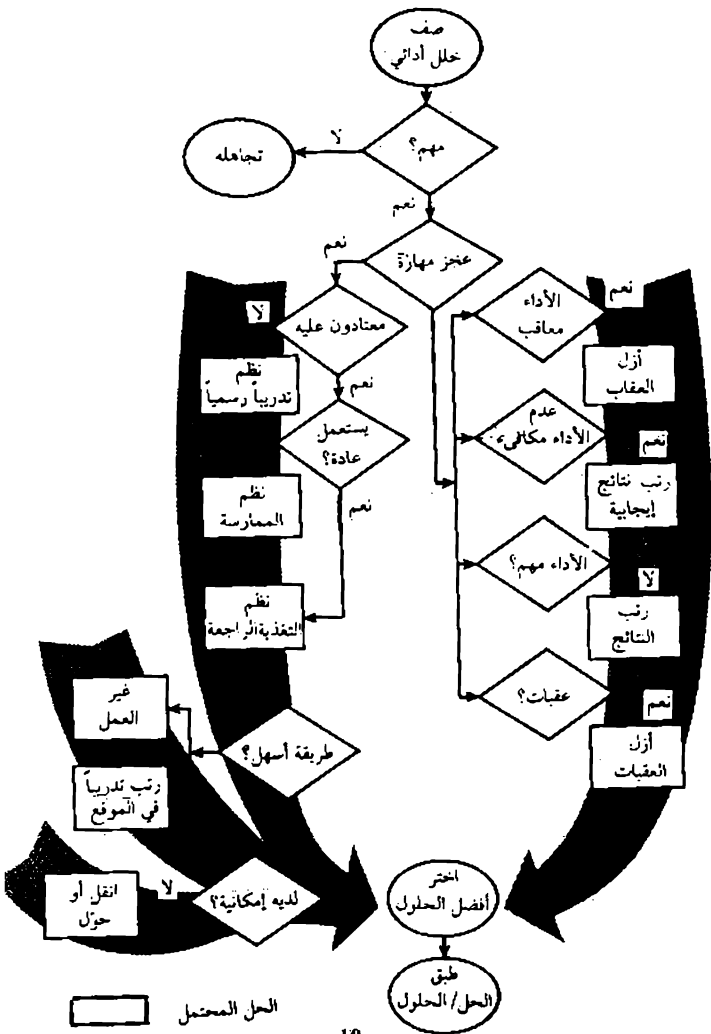 صف
خلل أدائي
مهم؟
لا
تجاهله
نعم
عجز مهارة
نعم
معتادون عليه
لا
نظم
تدريباً رسمياً
نعم
يستعمل
عادة؟
نظم
الممارسة
نعم
نظم
التغذية الراجعة
الأداء
معاقب
نعم
أزل
العقاب
عدم
الأداء مكافىء
نعم
رتب نتائج
إيجابية
الأداء مهم؟
لا
رتب
النتائج
عقبات؟
نعم
أزل
العقبات
غير
العمل
طريقة أسهل؟
رتب تدريباً
في الموقع
لديه إمكانية؟
لا
انقل أو
حوّل
اختر
أفضل الحلول
طبق
الحل/الحلول
الحل المحتمل